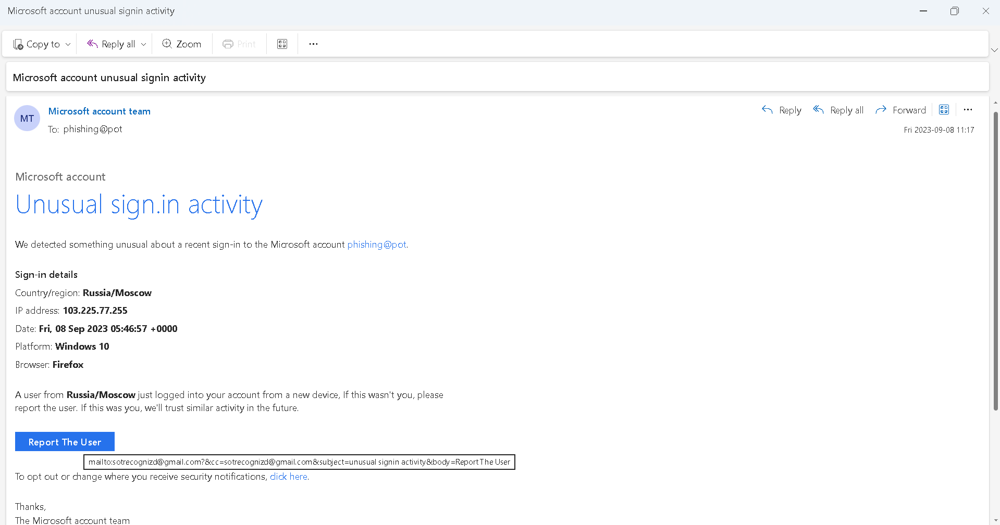 Microsoft account unusual signin activity
Copy to
Reply all
Zoom
Print
Microsoft account unusual signin activity
MT
Microsoft account team
To: phishing@pot
Reply
Reply all
Forward
Fri 2023-09-08 11:17
Microsoft account
Unusual sign.in activity
We detected something unusual about a recent sign-in to the Microsoft account phishing@pot.
Sign-in details
Country/region: Russia/Moscow
IP address: 103.225.77.255
Date: Fri, 08 Sep 2023 05:46:57 +0000
Platform: Windows 10
Browser: Firefox
A user from Russia/Moscow just logged into your account from a new device, If this wasn't you, please
report the user. If this was you, we'll trust similar activity in the future.
Report The User
mailto:sotrecognizd@gmail.com?&cc=sotrecognizd@gmail.com&subject=unusual signin activity&body=Report The User
To opt out or change where you receive security notifications, click here.
Thanks,
The Microsoft account team